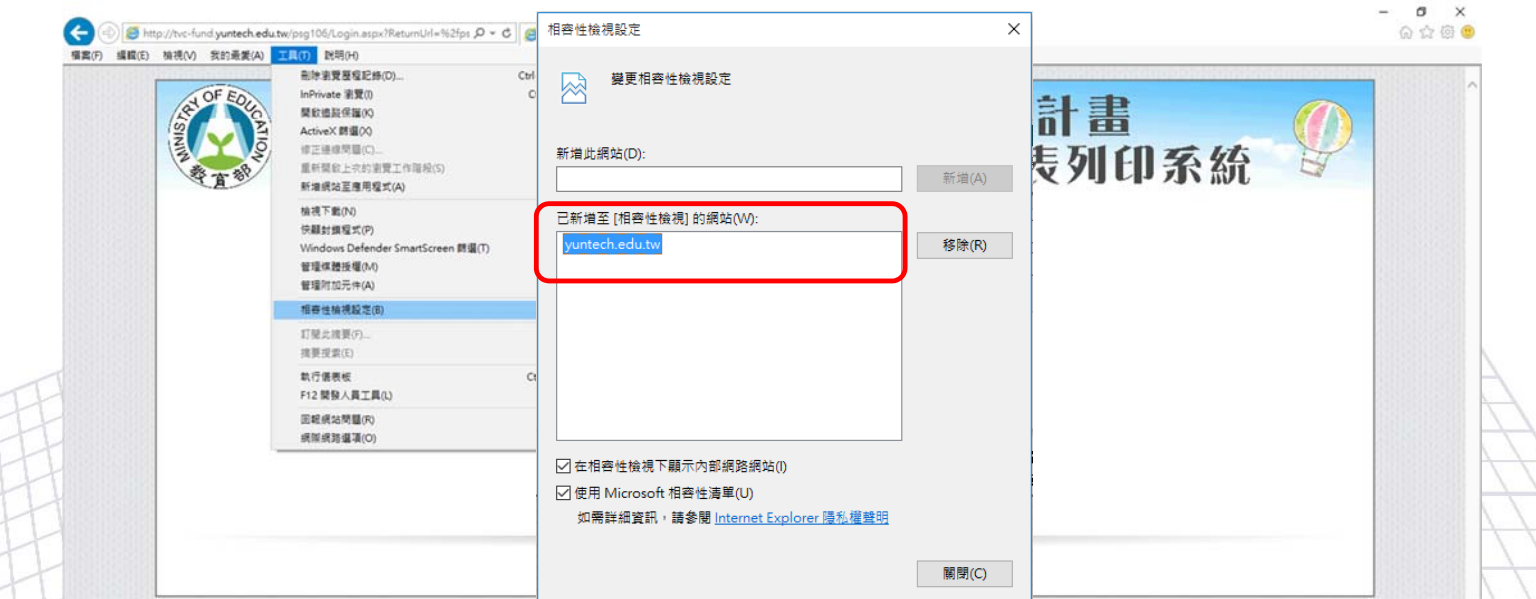 http://tvc-fund.yuntech.edu.tw/psg106/Login.aspx?ReturnUrl=%2fps
檔案(F) 編輯(E) 檢視(V) 我的最愛(A) 工具(T) 說明(H)
刪除瀏覽歷程記錄(D)... Ctrl
InPrivate 瀏覽(I)
開啟追蹤保護(K)
ActiveX 篩選(X)
修正連線問題(C)...
重新開啟上次的瀏覽工作階段(S)
新增網站至應用程式(A)
檢視下載(N)
快顯封鎖程式(P)
Windows Defender SmartScreen 篩選(T)
管理媒體授權(M)
管理附加元件(A)
相容性檢視設定(B)
訂閱此摘要(F)...
摘要探索(E)
執行儀表板
F12 開發人員工具(L)
回報網站問題(R)
網際網路選項(O)
MINISTRY OF EDUCATION
教育部
相容性檢視設定
變更相容性檢視設定
新增此網站(D):
新增(A)
已新增至 [相容性檢視] 的網站(W):
yuntech.edu.tw
移除(R)
在相容性檢視下顯示內部網路網站(I)
使用 Microsoft 相容性清單(U)
如需詳細資訊，請參閱 Internet Explorer 隱私權聲明
關閉(C)
計畫
表列印系統